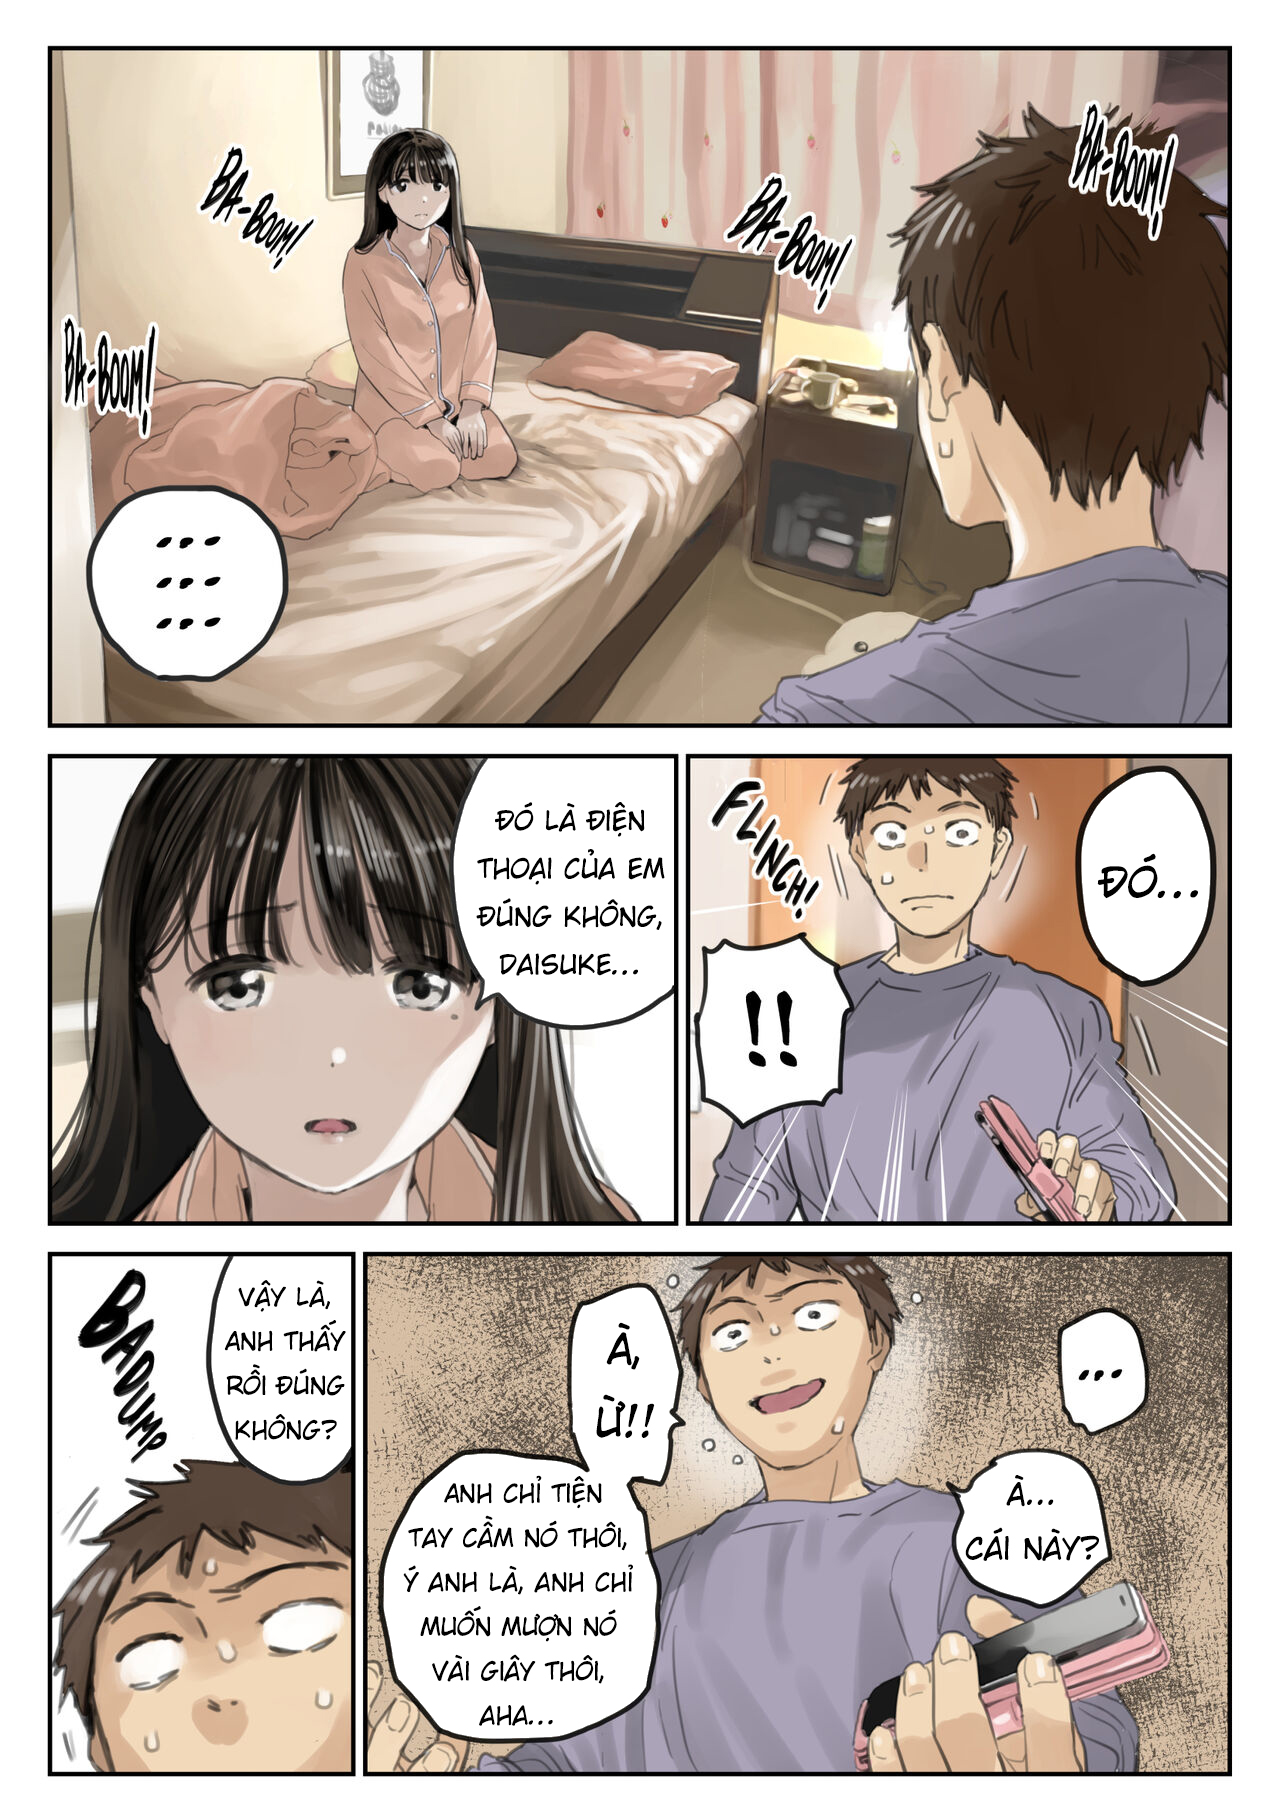 BA-BOOM!
BA-BOOM!
BA-BOOM!
BA-BOOM!
...
...
...
ĐÓ...
FLINCH!
!!
ĐÓ LÀ ĐIỆN
THOẠI CỦA EM
ĐÚNG KHÔNG,
DAISUKE...
...
À...
CÁI NÀY?
À,
Ừ!!
ANH CHỈ TIỆN
TAY CẦM NÓ THÔI,
Ý ANH LÀ, ANH CHỈ
MUỐN MƯỢN NÓ
VÀI GIÂY THÔI,
AHA...
VẬY LÀ,
ANH THẤY
RỒI ĐÚNG
KHÔNG?
BADUMP